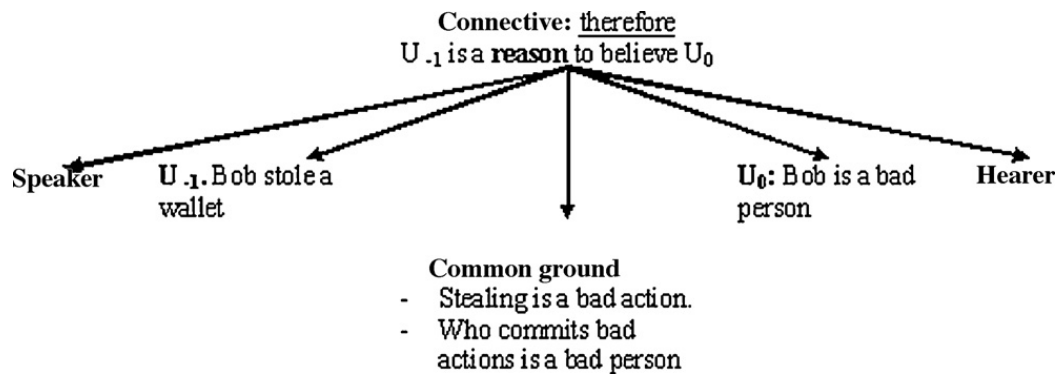 Connective: therefore
U -1 is a reason to believe U0
Speaker
U -1. Bob stole a
wallet
U0: Bob is a bad
person
Hearer
Common ground
- Stealing is a bad action.
- Who commits bad
actions is a bad person